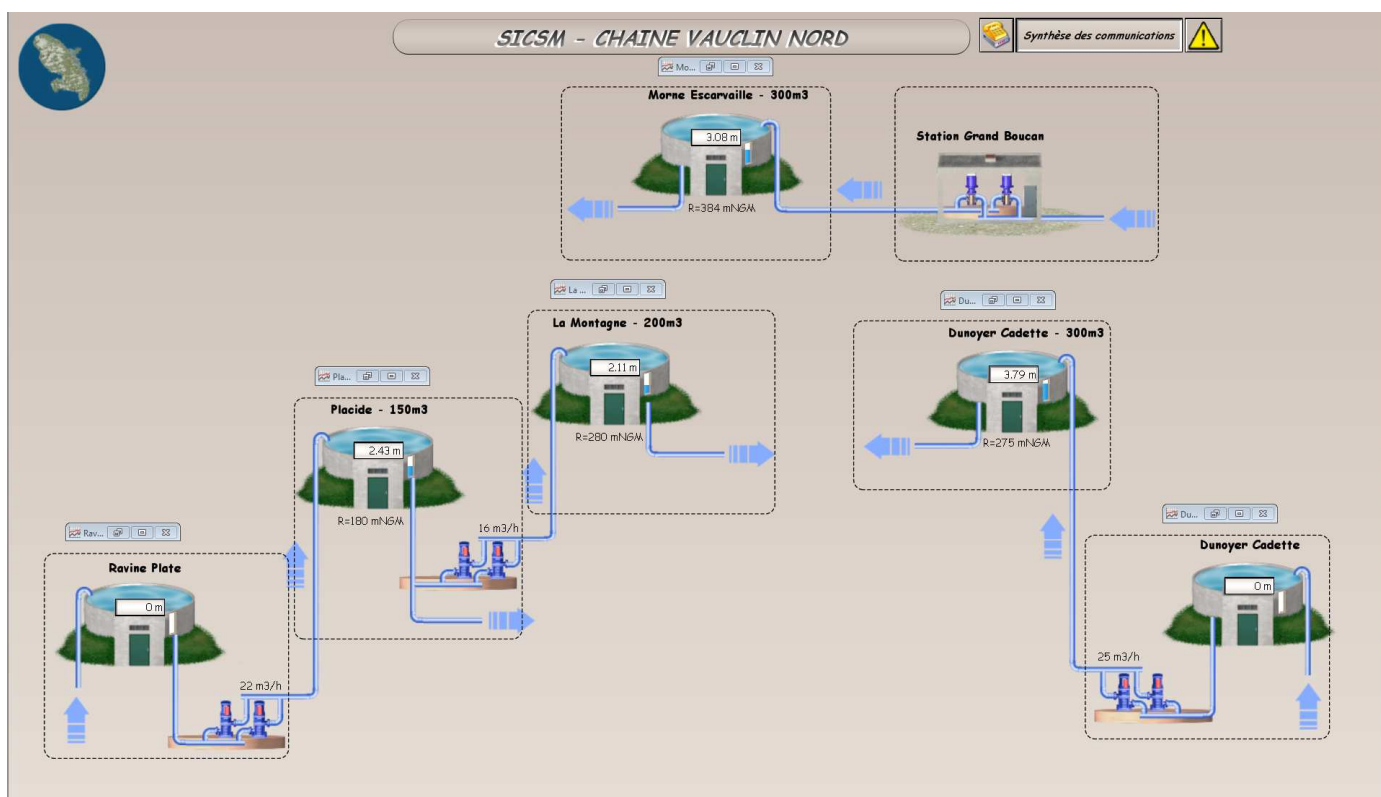 SICSM - CHAINE VAUCLIN NORD
Synthèse des communications
Mo...
Morne Escarvaille - 300m3
3.08 m
R=384 mNGM
Station Grand Boucan
La ...
La Montagne - 200m3
2.11 m
R=280 mNGM
Du...
Dunoyer Cadette - 300m3
3.79 m
R=275 mNGM
Pla...
Placide - 150m3
2.43 m
R=180 mNGM
16 m3/h
Rav...
Ravine Plate
0 m
22 m3/h
Du...
Dunoyer Cadette
0 m
25 m3/h